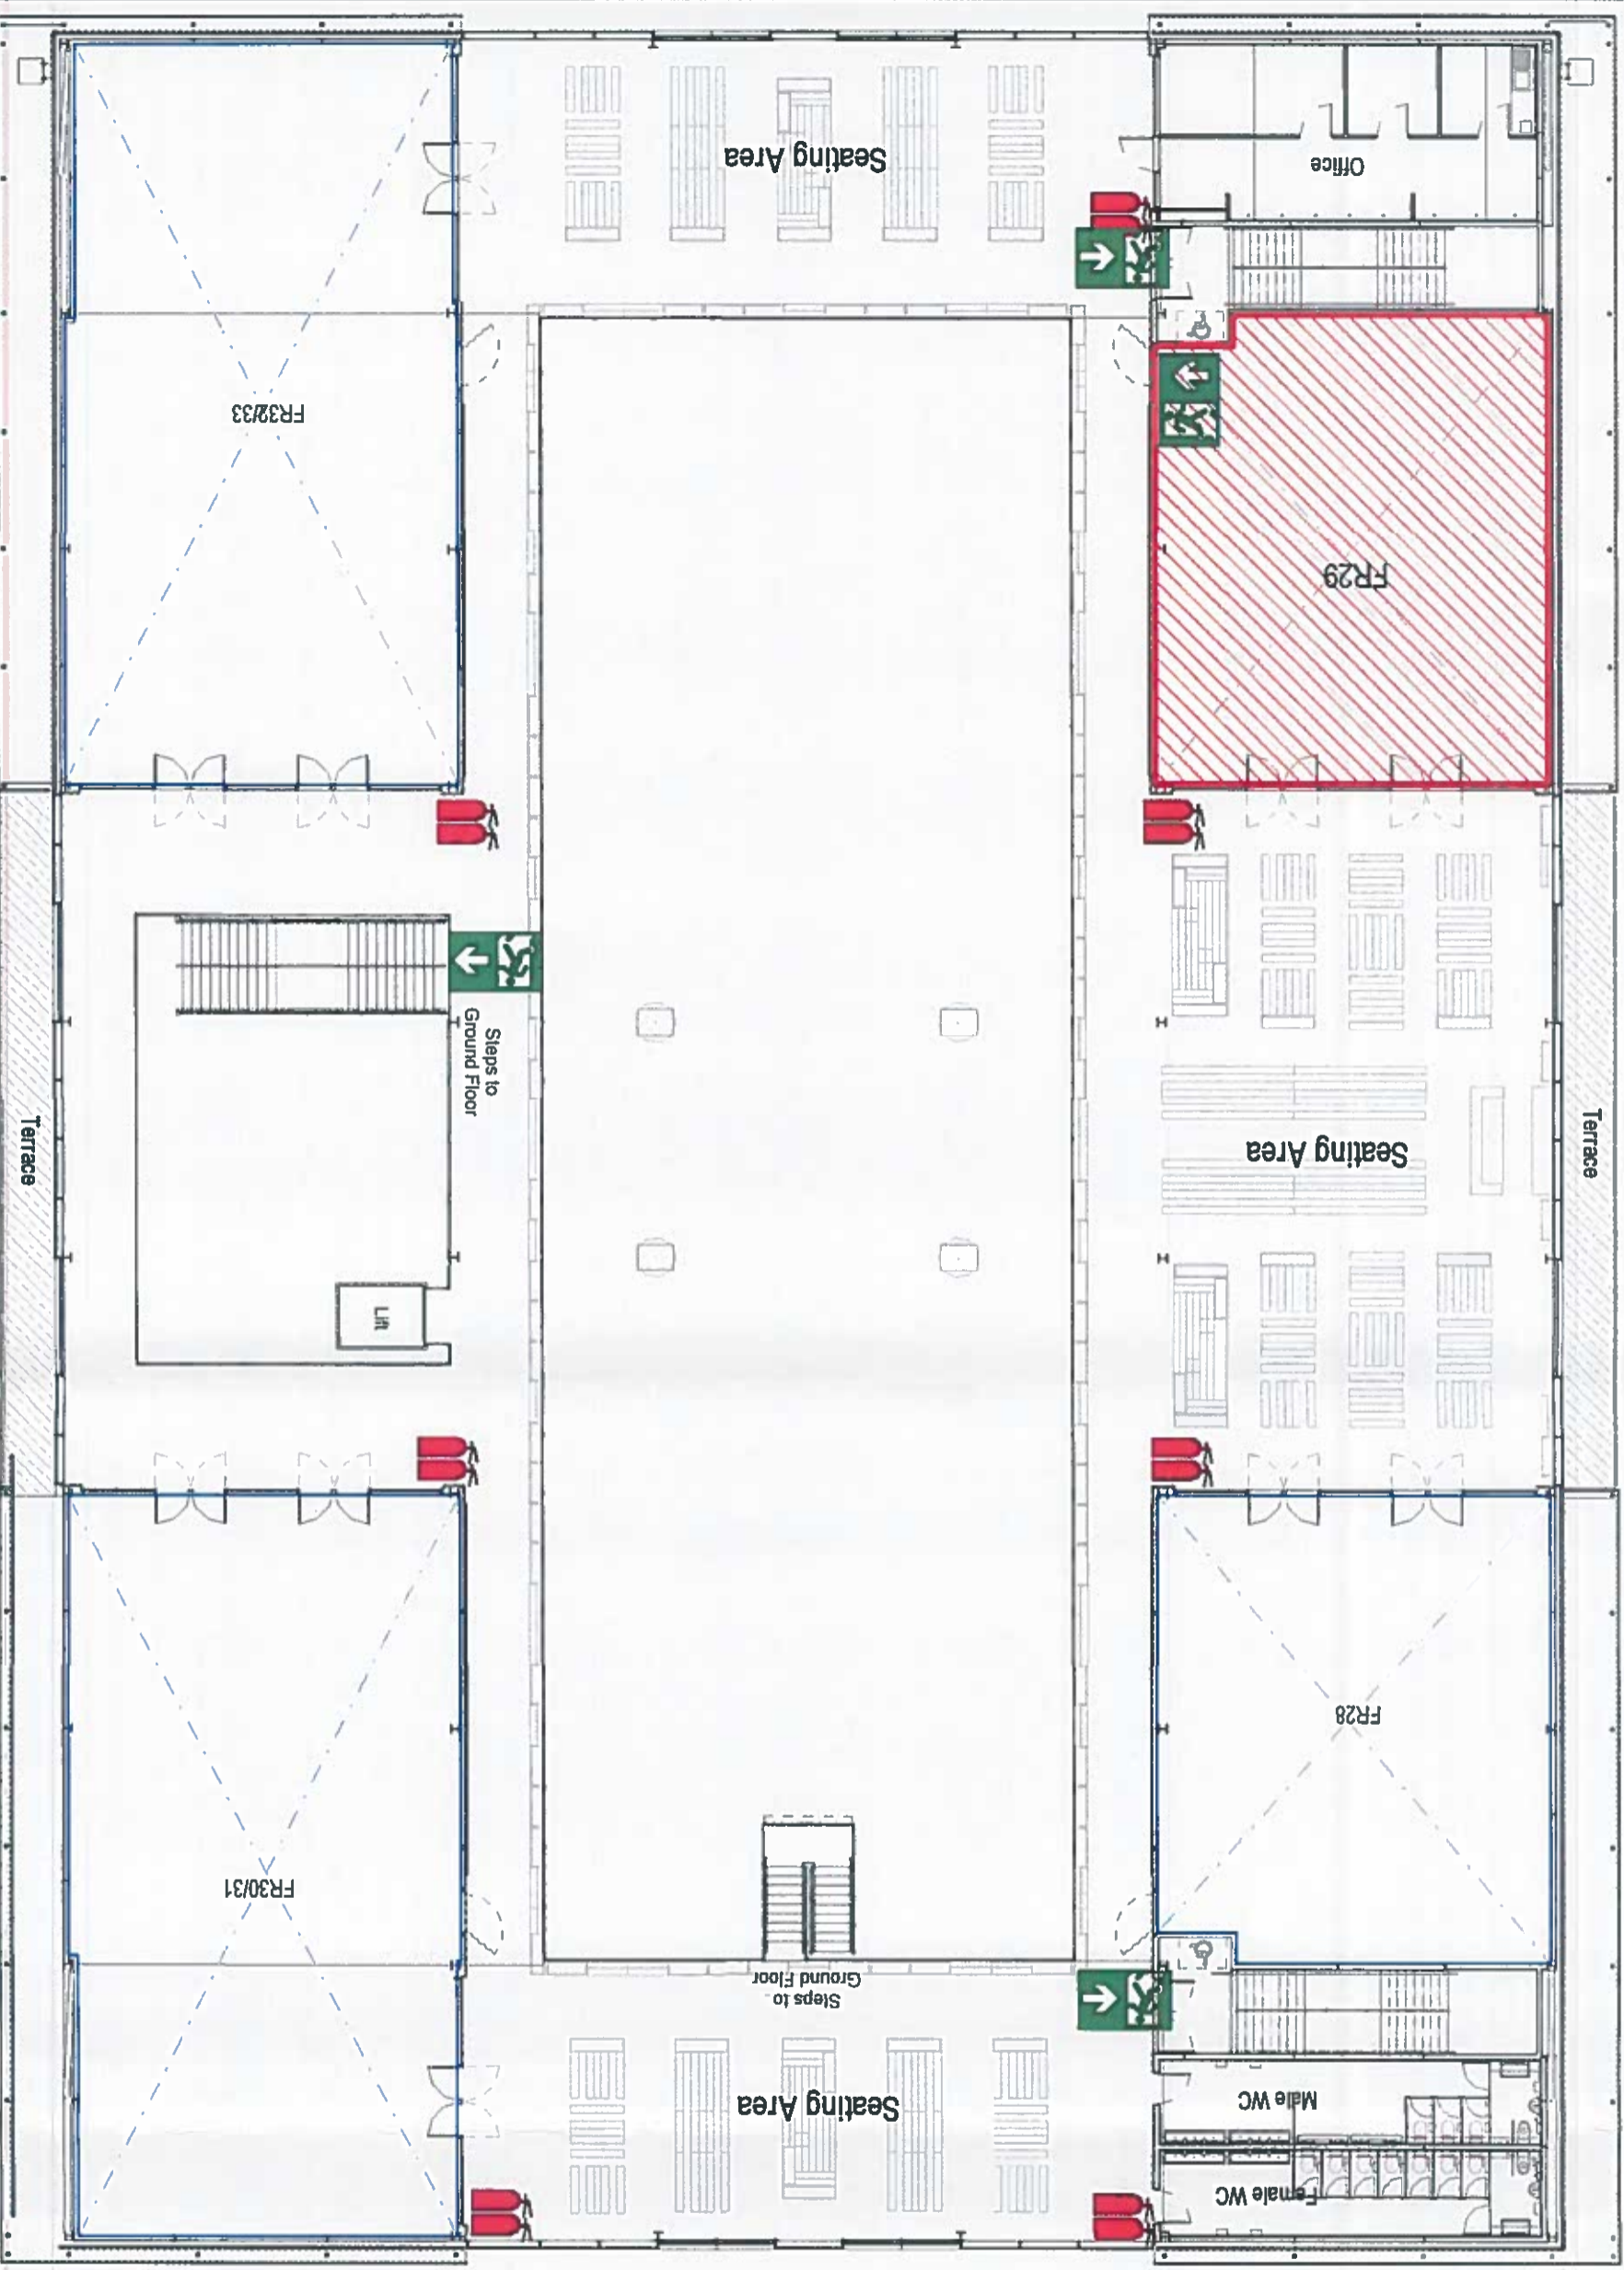 Female WC
Male WC
Seating Area
Steps to
Ground Floor
FR30/31
FR28
Lift
Terrace
Seating Area
Terrace
Steps to
Ground Floor
FR29
FR32/33
Office
Seating Area